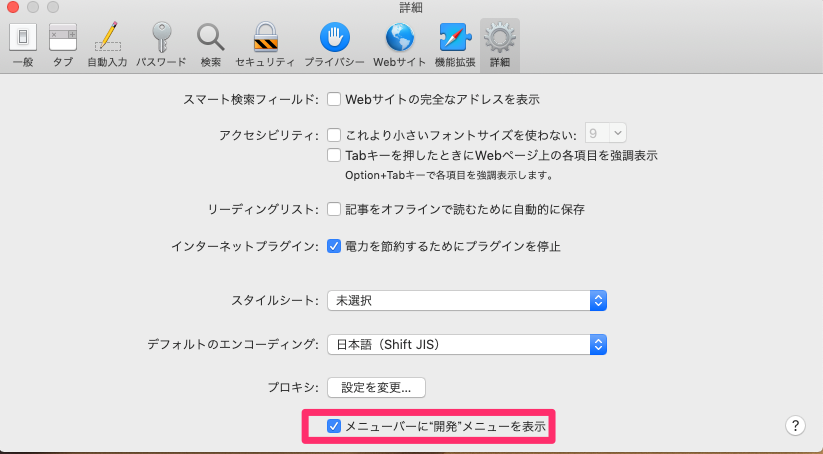 詳細
一般 タブ 自動入力 パスワード 検索 セキュリティ プライバシー Webサイト 機能拡張 詳細
スマート検索フィールド: Webサイトの完全なアドレスを表示
アクセシビリティ: これより小さいフォントサイズを使わない: 9
Tabキーを押したときにWebページ上の各項目を強調表示
Option+Tabキーで各項目を強調表示します。
リーディングリスト: 記事をオフラインで読むために自動的に保存
インターネットプラグイン: 電力を節約するためにプラグインを停止
スタイルシート: 未選択
デフォルトのエンコーディング: 日本語（Shift JIS）
プロキシ: 設定を変更...
メニューバーに“開発”メニューを表示
?